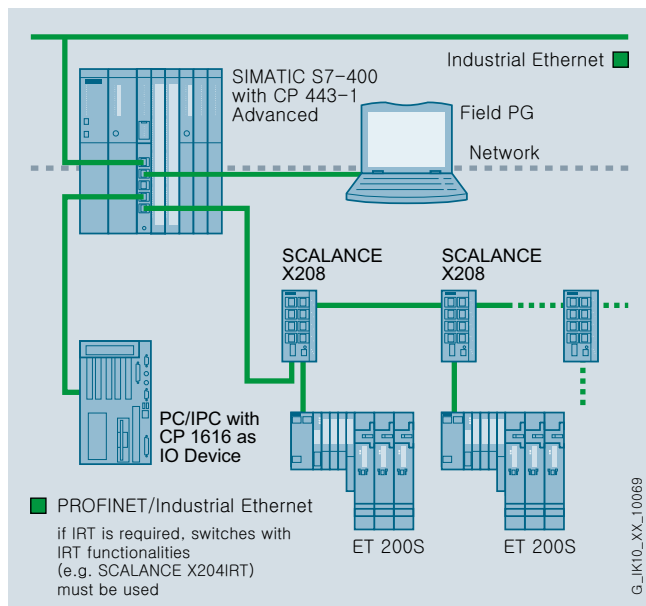 Industrial Ethernet
SIMATIC S7-400
with CP 443-1
Advanced
Field PG
Network
SCALANCE
X208
SCALANCE
X208
PC/IPC with
CP 1616 as
IO Device
PROFINET/Industrial Ethernet
if IRT is required, switches with
IRT functionalities
(e.g. SCALANCE X204IRT)
must be used
ET 200S
ET 200S
G_IK10_XX_10069